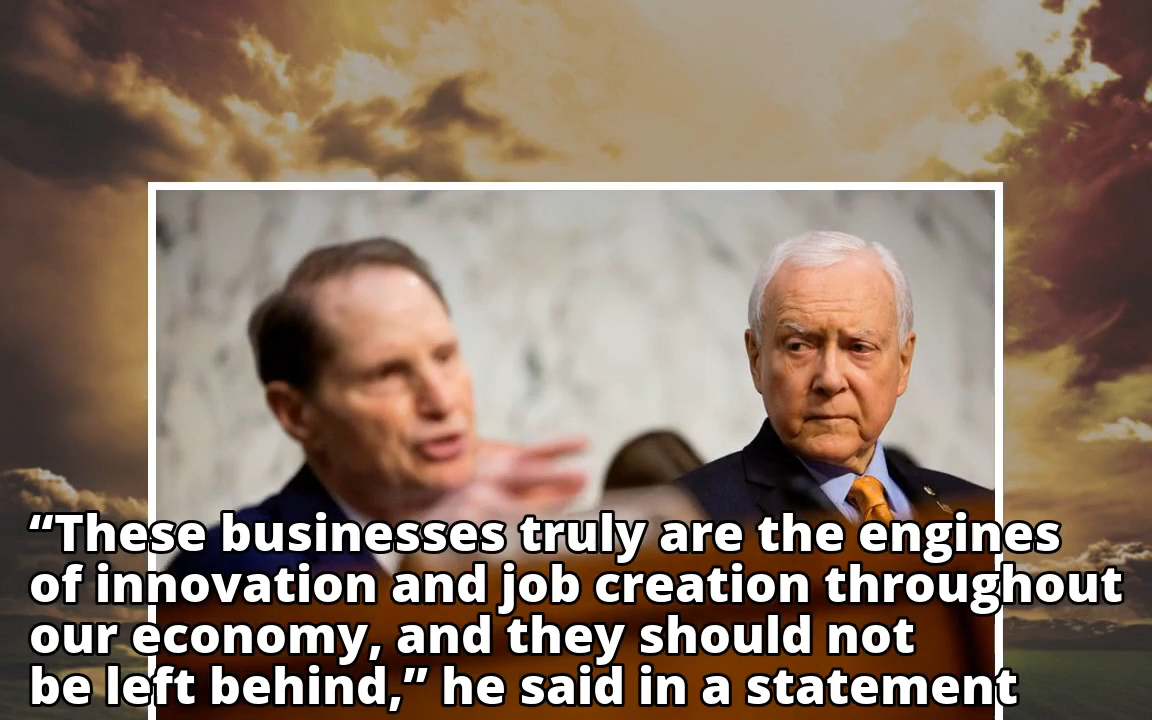 “These businesses truly are the engines
of innovation and job creation throughout
our economy, and they should not
be left behind,” he said in a statement